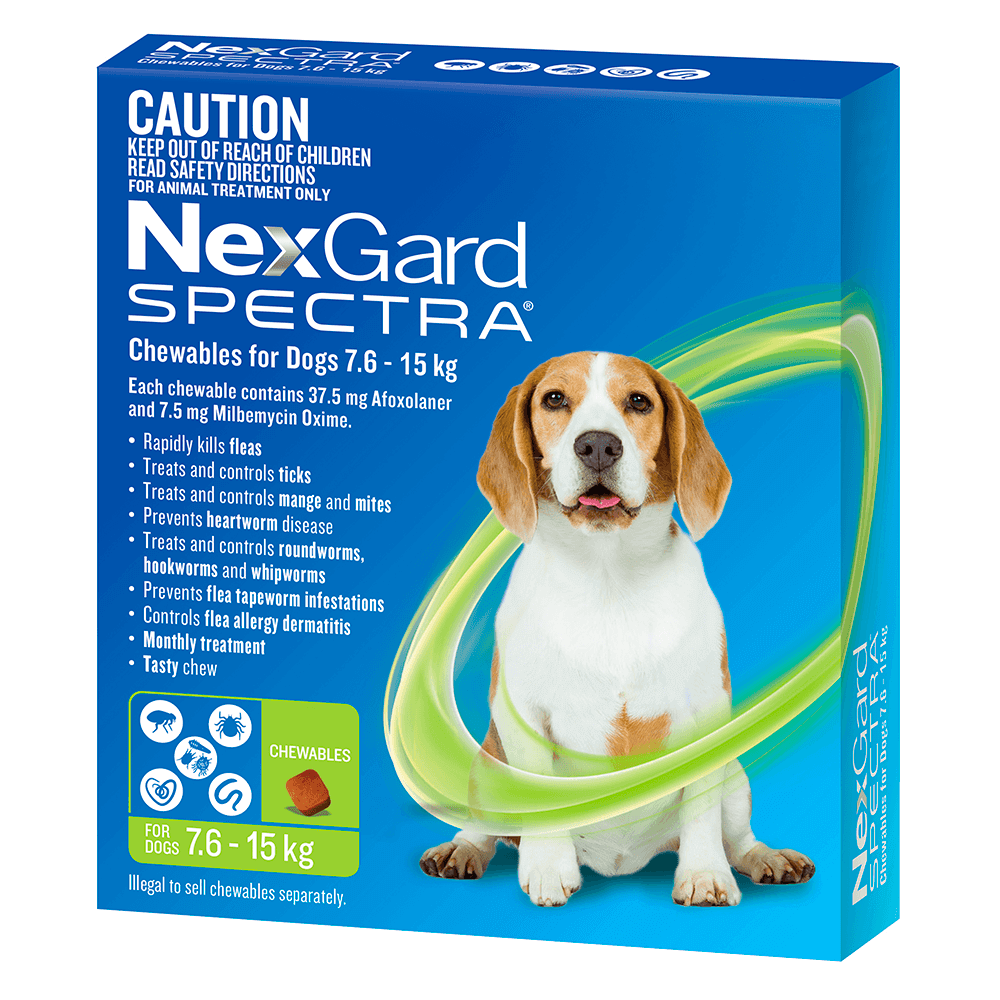 NexGard
SPECTRA
Chewables for Dogs 7.6 - 15 kg
CAUTION
KEEP OUT OF REACH OF CHILDREN
READ SAFETY DIRECTIONS
FOR ANIMAL TREATMENT ONLY
NexGard
SPECTRA®
Chewables for Dogs 7.6 - 15 kg
Each chewable contains 37.5 mg Afoxolaner
and 7.5 mg Milbemycin Oxime.
• Rapidly kills fleas
• Treats and controls ticks
• Treats and controls mange and mites
• Prevents heartworm disease
• Treats and controls roundworms,
hookworms and whipworms
• Prevents flea tapeworm infestations
• Controls flea allergy dermatitis
• Monthly treatment
• Tasty chew
CHEWABLES
FOR
DOGS 7.6 - 15 kg
Illegal to sell chewables separately.
NexGard
SPECTRA
Chewables for Dogs 7.6 - 15 kg